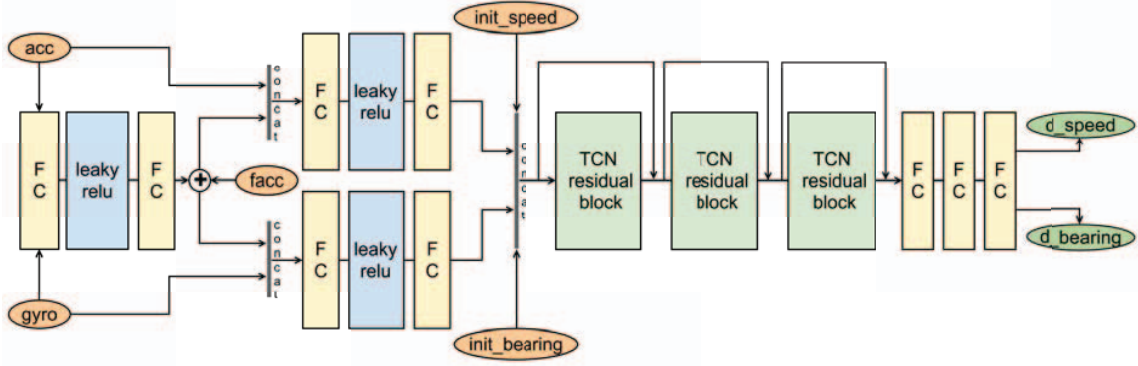 acc
gyro
F
C
leaky
relu
F
C
+
facc
concat
F
C
leaky
relu
F
C
concat
F
C
leaky
relu
F
C
init_speed
init_bearing
concat
TCN
residual
block
TCN
residual
block
TCN
residual
block
F
C
F
C
F
C
d_speed
d_bearing